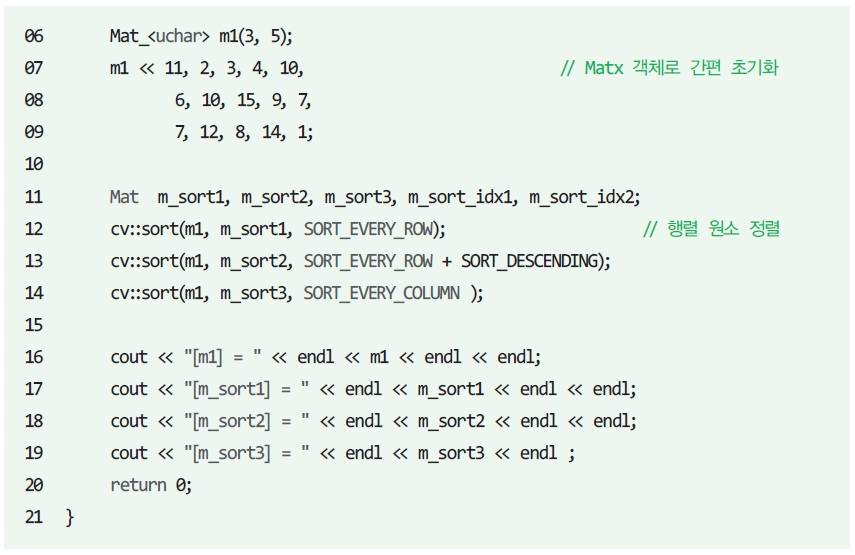 06 Mat_<uchar> m1(3, 5);
07 m1 << 11, 2, 3, 4, 10, // Matx 객체로 간편 초기화
08 6, 10, 15, 9, 7,
09 7, 12, 8, 14, 1;
10
11 Mat m_sort1, m_sort2, m_sort3, m_sort_idx1, m_sort_idx2;
12 cv::sort(m1, m_sort1, SORT_EVERY_ROW); // 행렬 원소 정렬
13 cv::sort(m1, m_sort2, SORT_EVERY_ROW + SORT_DESCENDING);
14 cv::sort(m1, m_sort3, SORT_EVERY_COLUMN );
15
16 cout << "[m1] = " << endl << m1 << endl << endl;
17 cout << "[m_sort1] = " << endl << m_sort1 << endl << endl;
18 cout << "[m_sort2] = " << endl << m_sort2 << endl << endl;
19 cout << "[m_sort3] = " << endl << m_sort3 << endl ;
20 return 0;
21 }